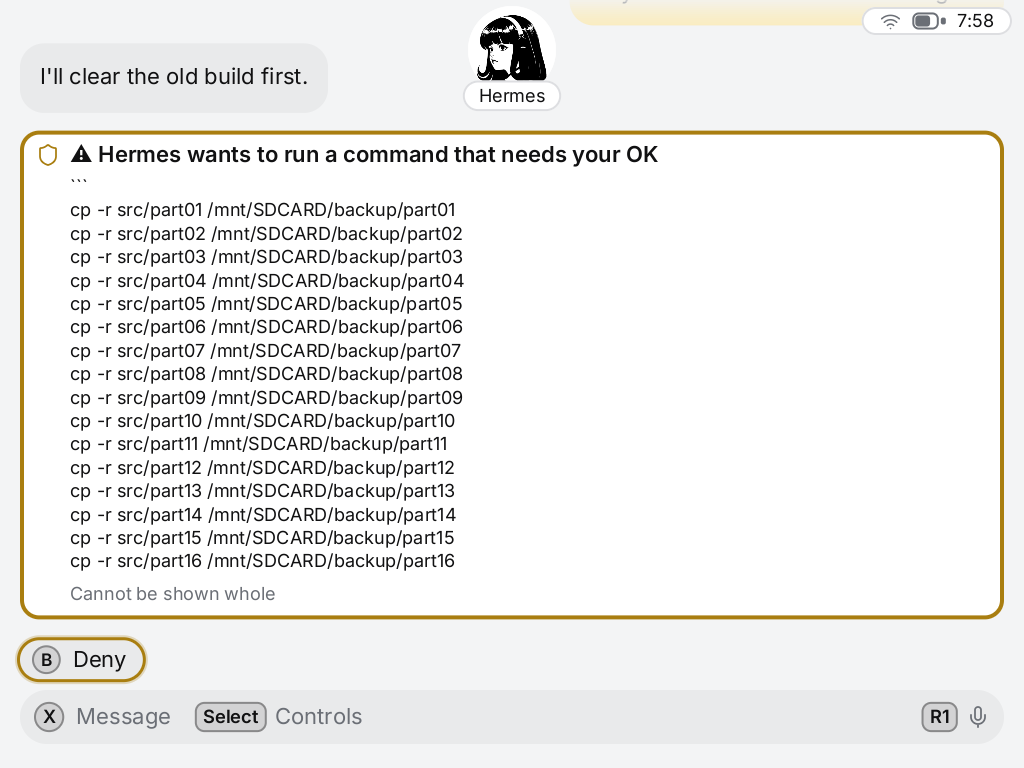 7:58
Hermes
I'll clear the old build first.
⚠ Hermes wants to run a command that needs your OK
```
cp -r src/part01 /mnt/SDCARD/backup/part01
cp -r src/part02 /mnt/SDCARD/backup/part02
cp -r src/part03 /mnt/SDCARD/backup/part03
cp -r src/part04 /mnt/SDCARD/backup/part04
cp -r src/part05 /mnt/SDCARD/backup/part05
cp -r src/part06 /mnt/SDCARD/backup/part06
cp -r src/part07 /mnt/SDCARD/backup/part07
cp -r src/part08 /mnt/SDCARD/backup/part08
cp -r src/part09 /mnt/SDCARD/backup/part09
cp -r src/part10 /mnt/SDCARD/backup/part10
cp -r src/part11 /mnt/SDCARD/backup/part11
cp -r src/part12 /mnt/SDCARD/backup/part12
cp -r src/part13 /mnt/SDCARD/backup/part13
cp -r src/part14 /mnt/SDCARD/backup/part14
cp -r src/part15 /mnt/SDCARD/backup/part15
cp -r src/part16 /mnt/SDCARD/backup/part16
Cannot be shown whole
B Deny
X Message Select Controls R1